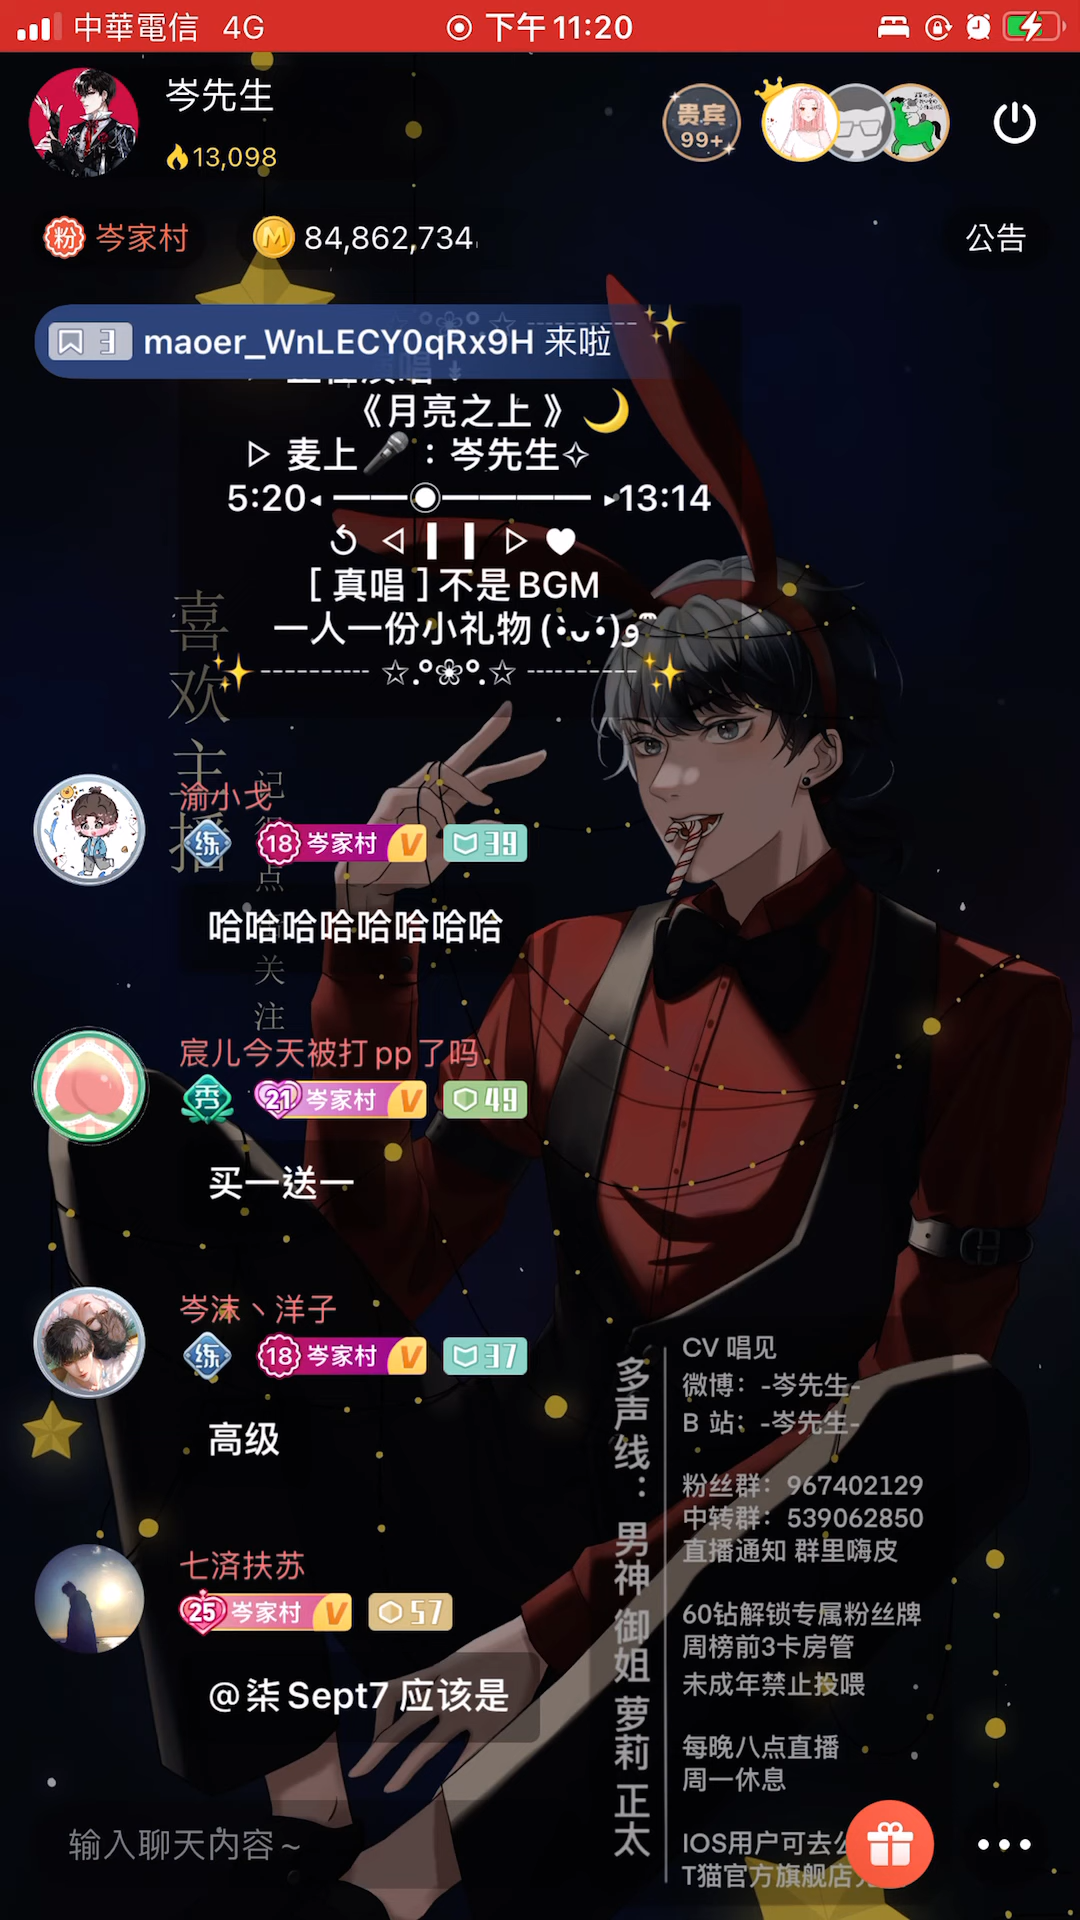 中華電信 4G 下午11:20
岑先生
13,098
贵宾
99+
粉 岑家村
M 84,862,734
公告
3 maoer_WnLECY0qRx9H 来啦
《月亮之上 》🌙
▷ 麦上🎤：岑先生✧
5:20◂ ——◉———— ▸13:14
↺ ◁ ❙❙ ▷ ♥
[ 真唱 ] 不是 BGM
一人一份小礼物 (ˊ˘ˋ)
✨---------- ☆.°❀°.☆ ----------✨
喜欢主播
记得点
关注
渝小戈
练 18 岑家村 V 39
哈哈哈哈哈哈哈哈
宸儿今天被打pp了吗
秀 21 岑家村 V 49
买一送一
岑沫丶洋子
练 18 岑家村 V 37
高级
七済扶苏
25 岑家村 V 57
@柒Sept7 应该是
多声线： 男神 御姐 萝莉 正太
CV 唱见
微博：-岑先生-
B 站：-岑先生-
粉丝群：967402129
中转群：539062850
直播通知 群里嗨皮
60钻解锁专属粉丝牌
周榜前3卡房管
未成年禁止投喂
每晚八点直播
周一休息
IOS用户可去
T猫官方旗舰店
输入聊天内容～